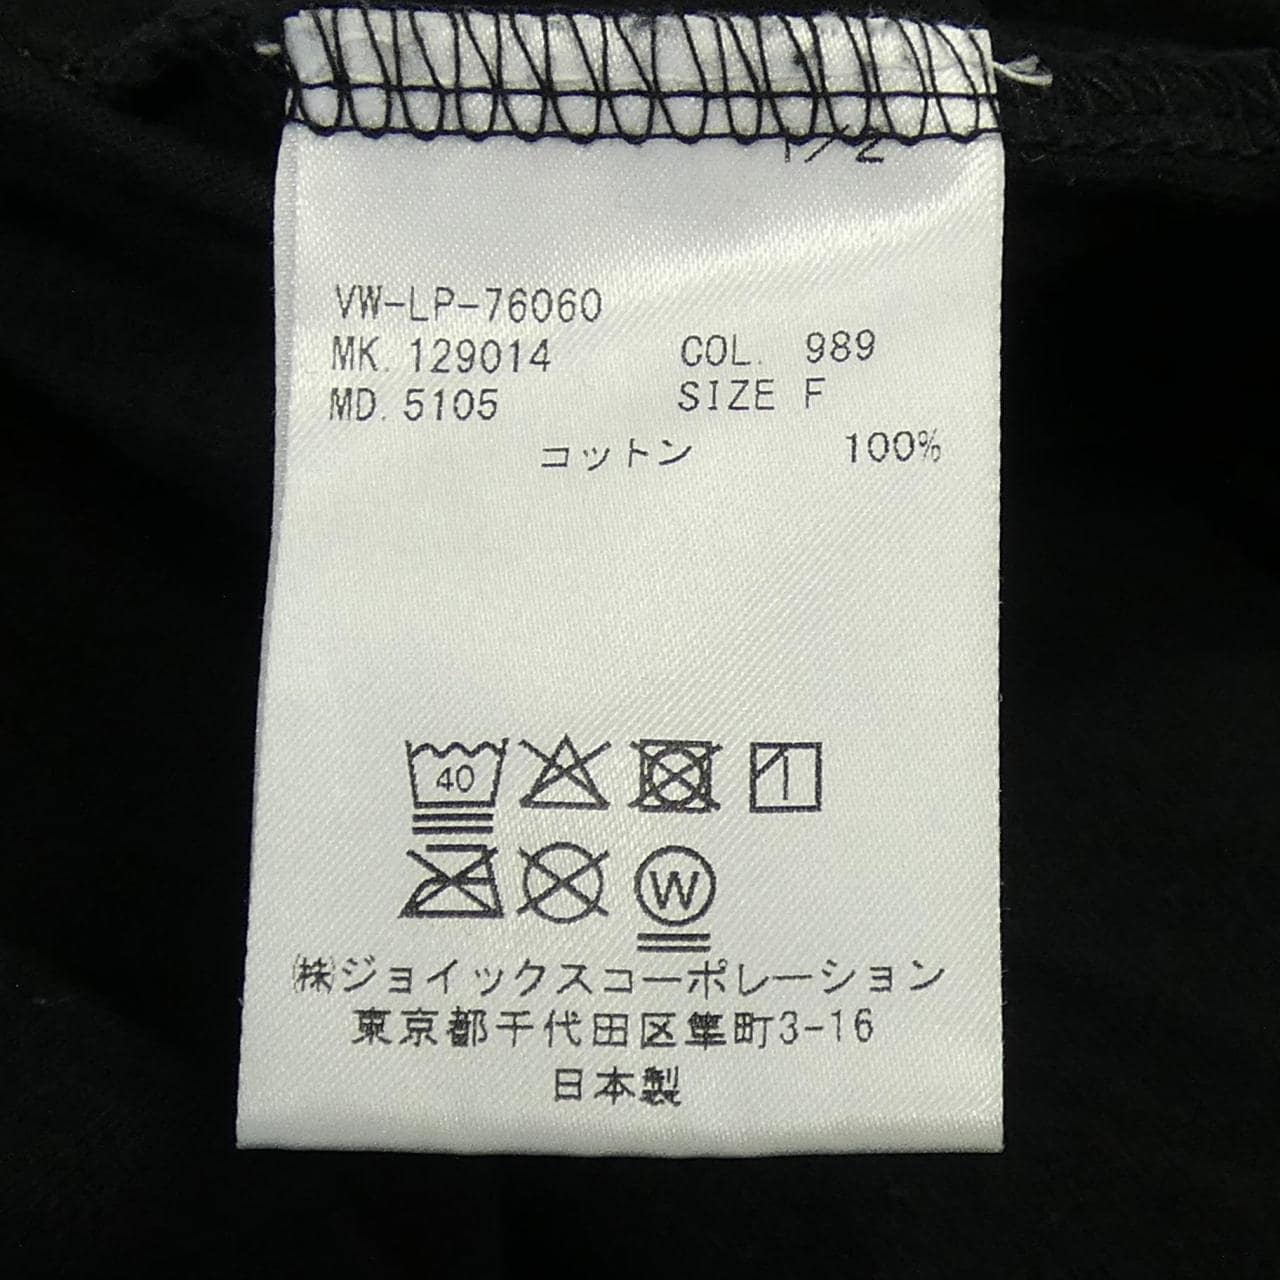 1/2
VW-LP-76060
MK. 129014 COL. 989
MD. 5105 SIZE F
コットン 100%
40
W
㈱ジョイックスコーポレーション
東京都千代田区隼町3-16
日本製